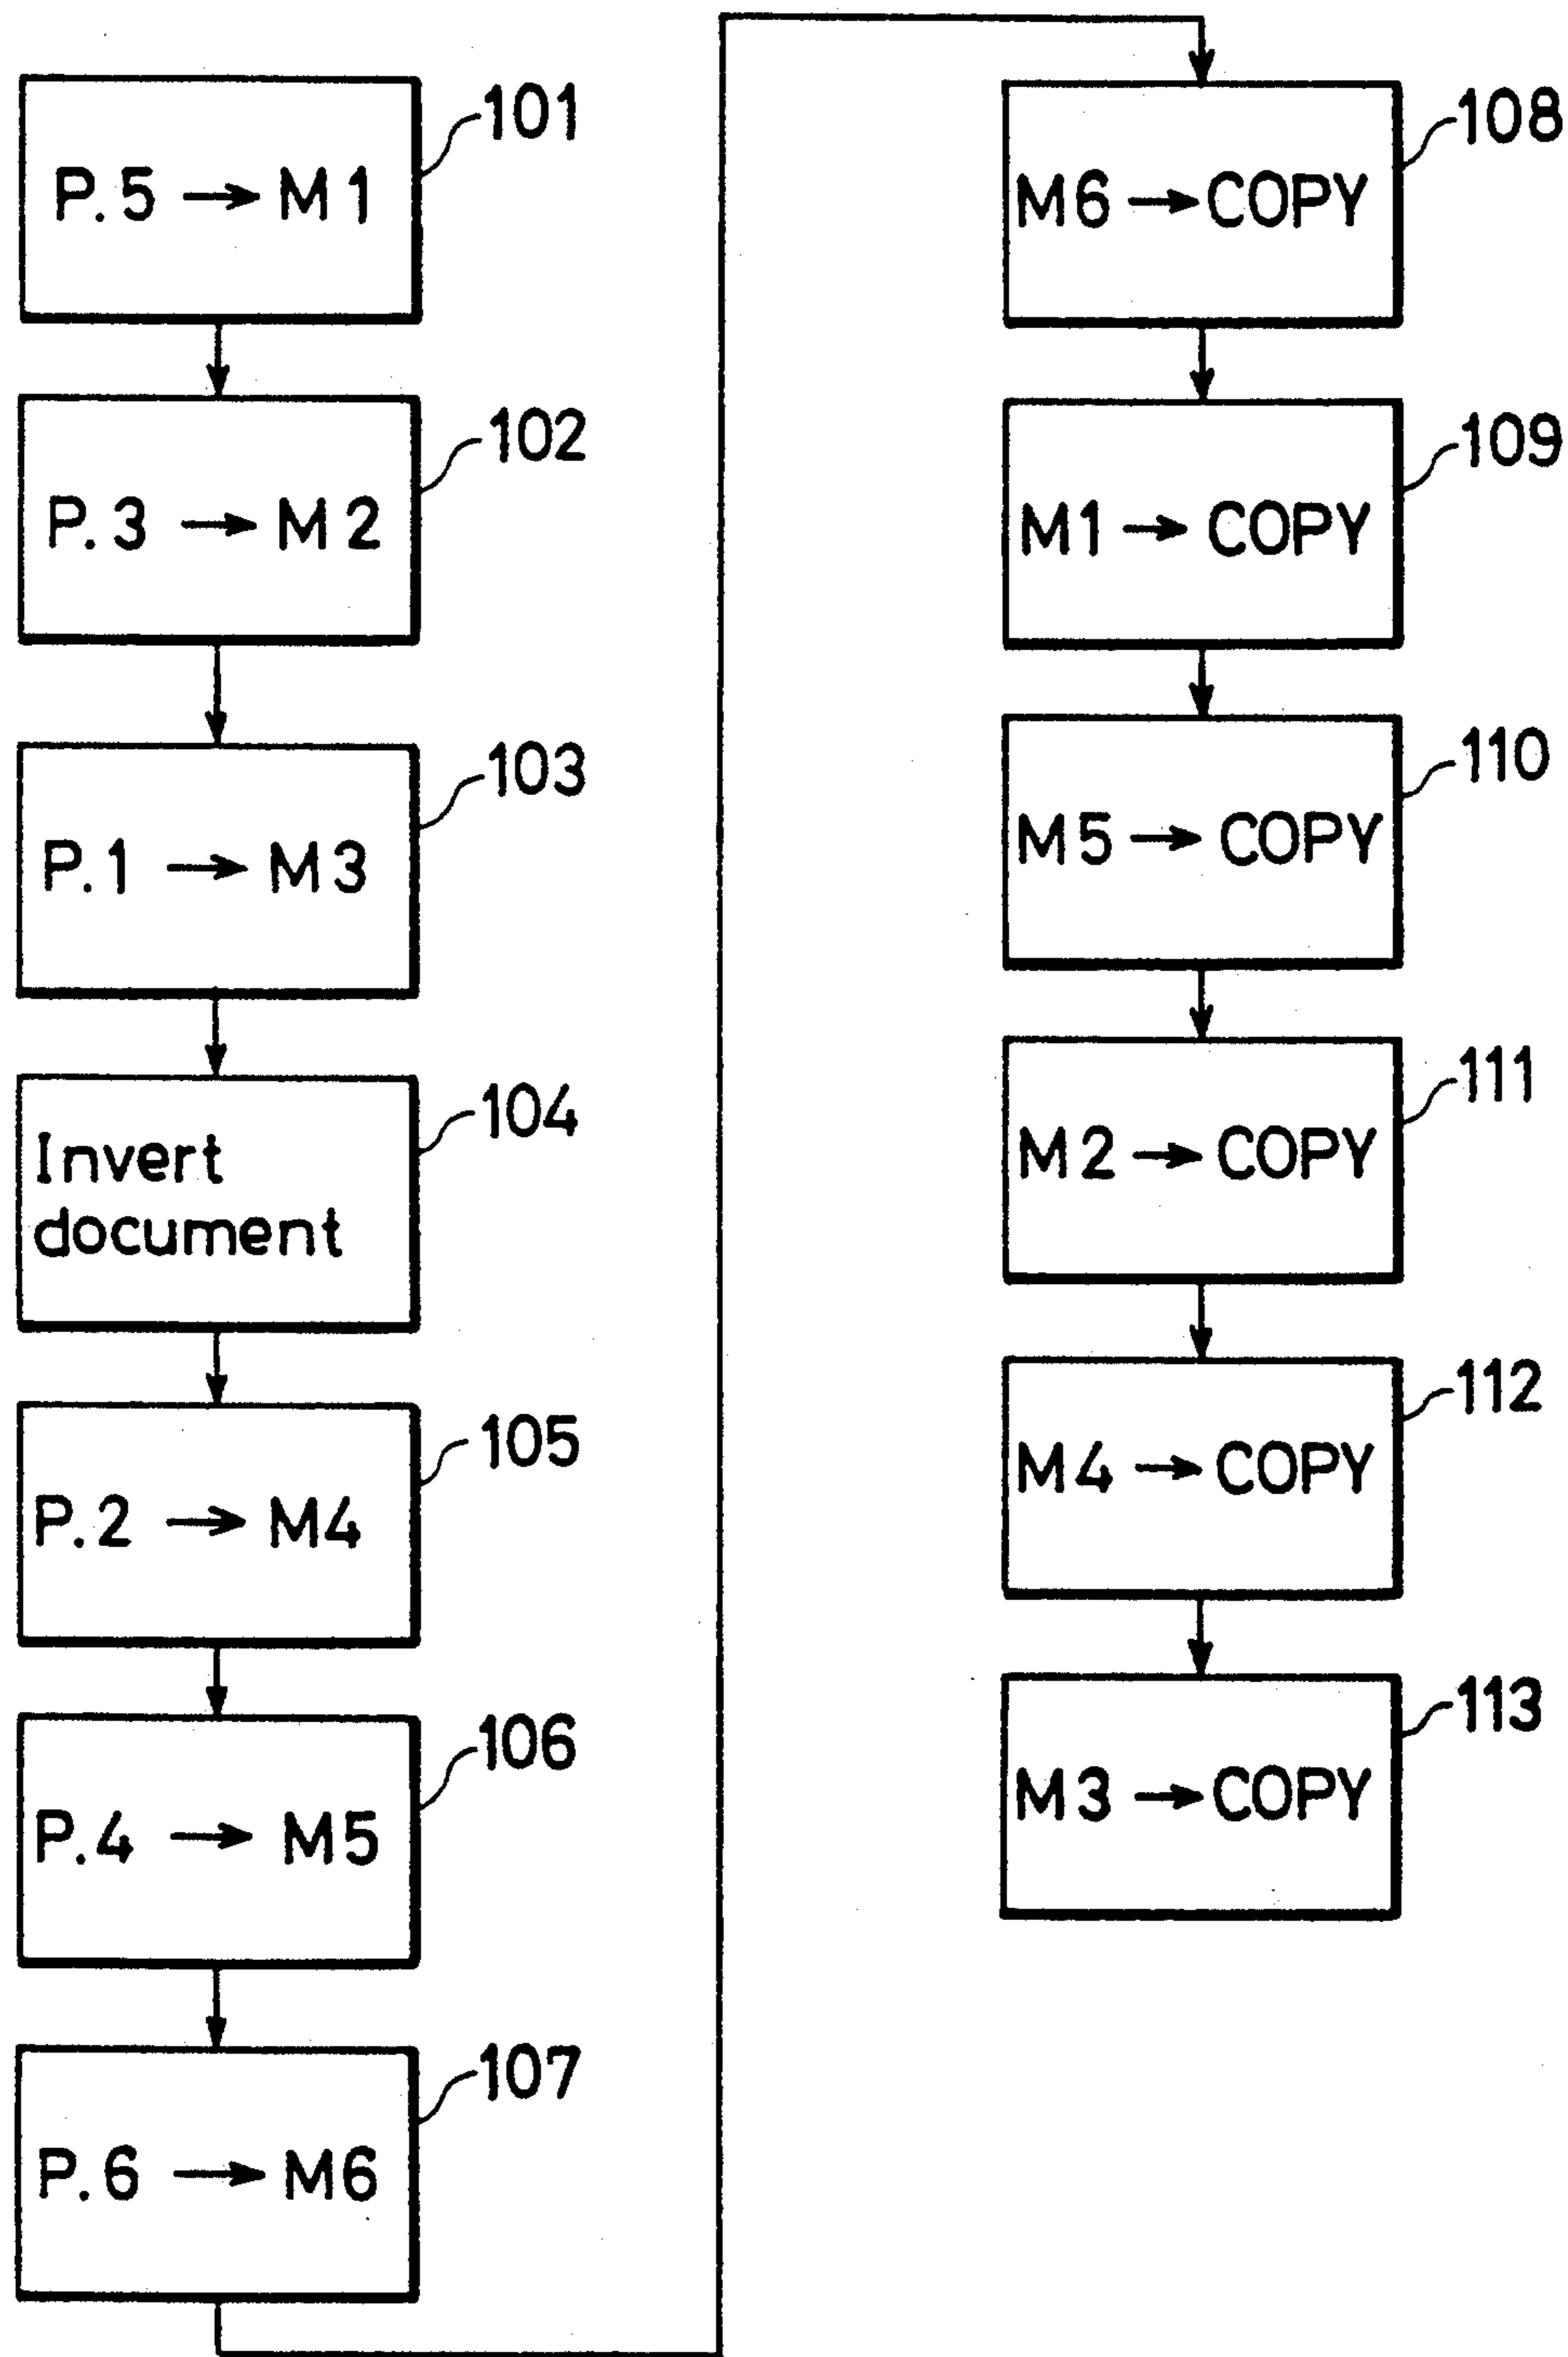 101
P.5 → M1
102
P.3 → M2
103
P.1 → M3
104
Invert
document
105
P.2 → M4
106
P.4 → M5
107
P.6 → M6
108
M6 → COPY
109
M1 → COPY
110
M5 → COPY
111
M2 → COPY
112
M4 → COPY
113
M3 → COPY